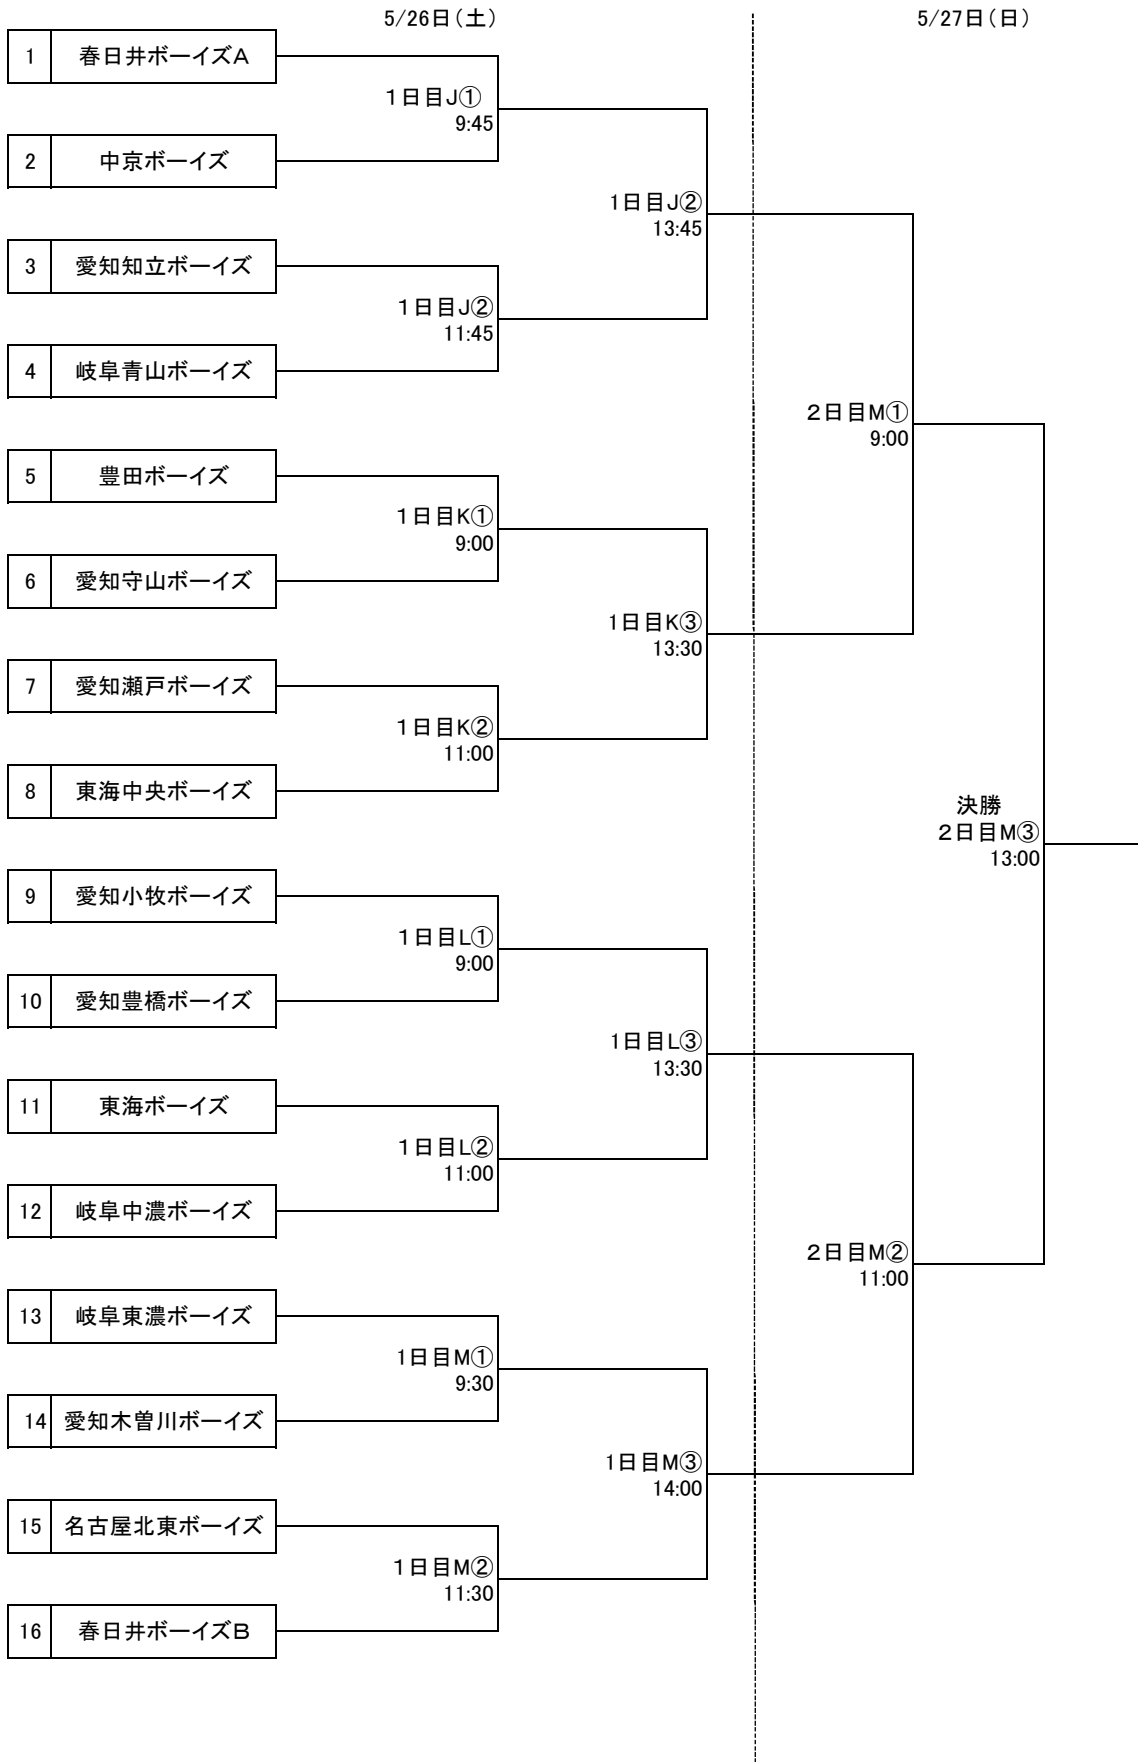 5/26日(土)
5/27日(日)
1 春日井ボーイズA
1日目J①
9:45
2 中京ボーイズ
1日目J②
13:45
3 愛知知立ボーイズ
1日目J②
11:45
4 岐阜青山ボーイズ
2日目M①
9:00
5 豊田ボーイズ
1日目K①
9:00
6 愛知守山ボーイズ
1日目K③
13:30
7 愛知瀬戸ボーイズ
1日目K②
11:00
8 東海中央ボーイズ
決勝
2日目M③
13:00
9 愛知小牧ボーイズ
1日目L①
9:00
10 愛知豊橋ボーイズ
1日目L③
13:30
11 東海ボーイズ
1日目L②
11:00
12 岐阜中濃ボーイズ
2日目M②
11:00
13 岐阜東濃ボーイズ
1日目M①
9:30
14 愛知木曽川ボーイズ
1日目M③
14:00
15 名古屋北東ボーイズ
1日目M②
11:30
16 春日井ボーイズB